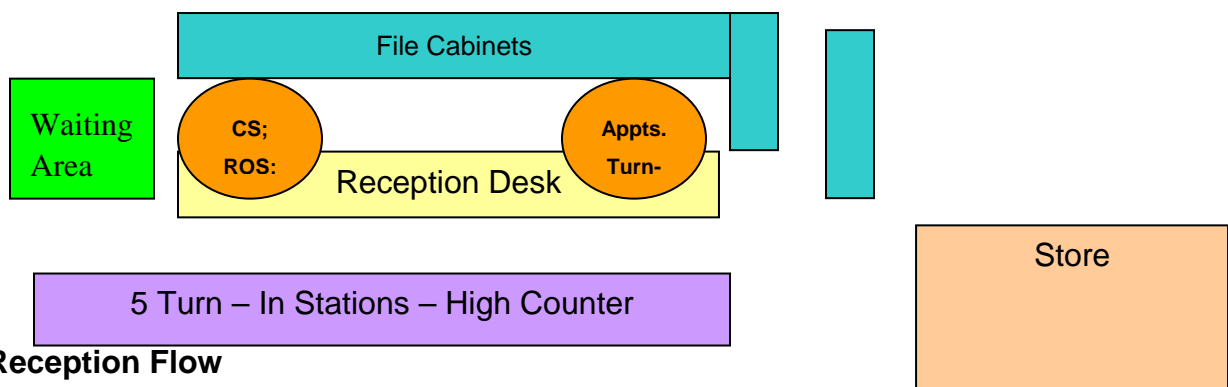 File Cabinets
Waiting
Area
CS;
ROS:
Appts.
Turn-
Reception Desk
Store
5 Turn – In Stations – High Counter
Reception Flow